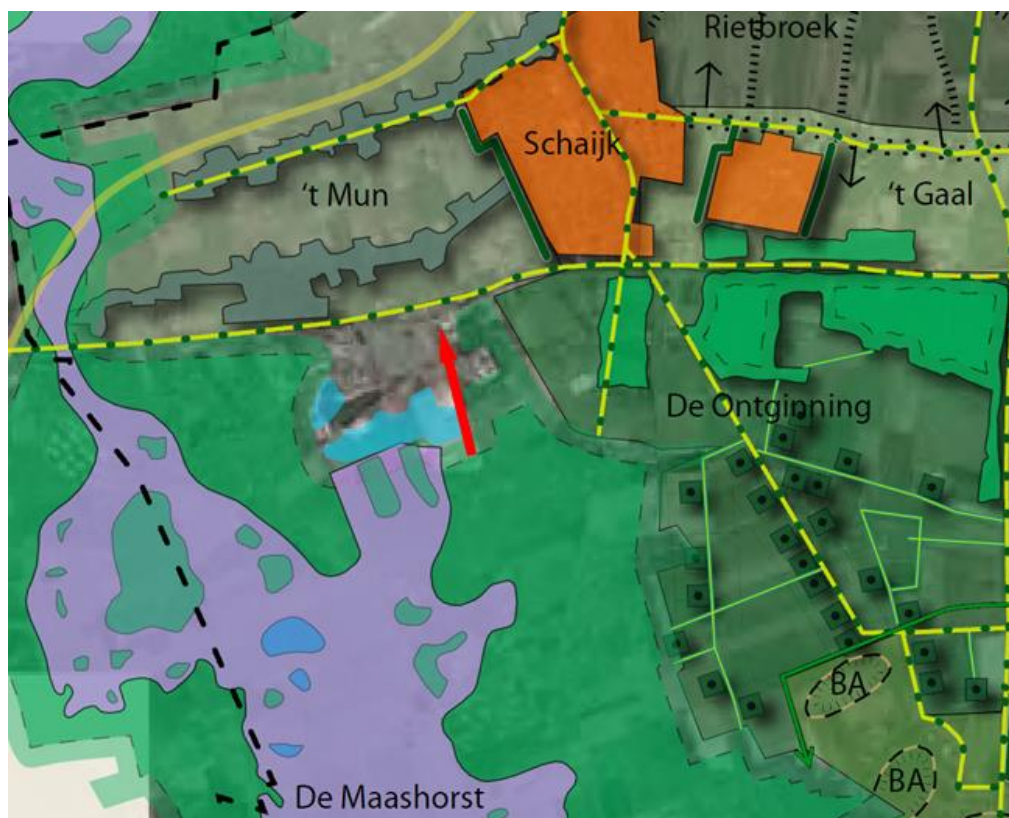 Rietbroek
Schaijk
't Mun
't Gaal
De Ontginning
BA
BA
De Maashorst